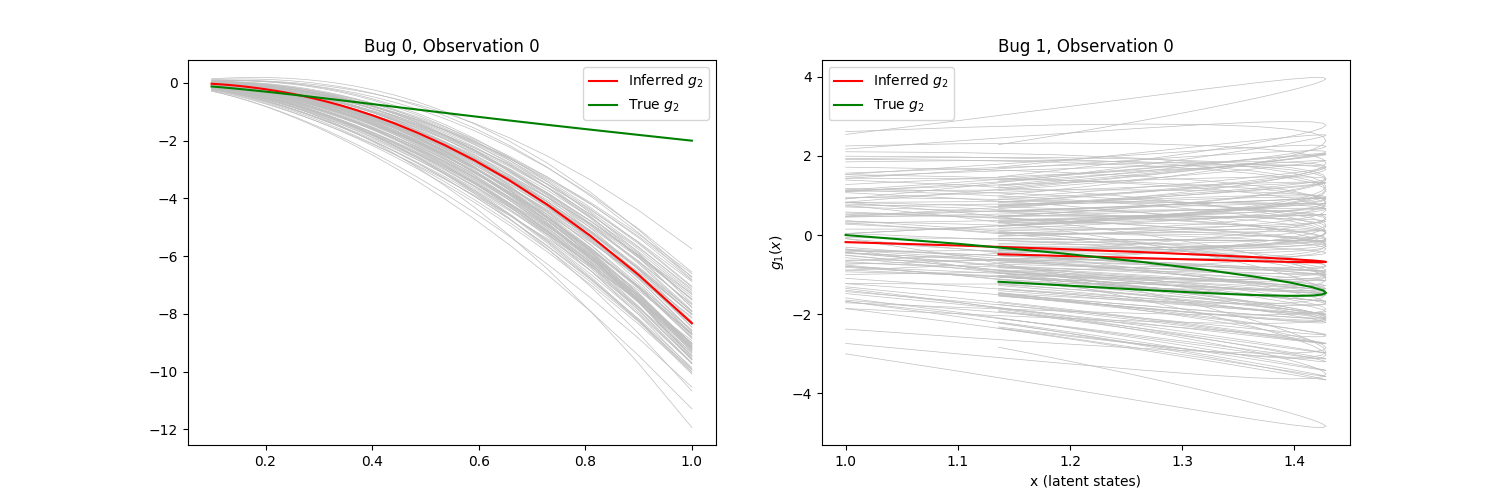 Bug 0, Observation 0
Inferred g₂
True g₂
0
−2
−4
−6
−8
−10
−12
0.2 0.4 0.6 0.8 1.0
Bug 1, Observation 0
Inferred g₂
True g₂
4
2
0
−2
−4
g₁(x)
1.0 1.1 1.2 1.3 1.4
x (latent states)